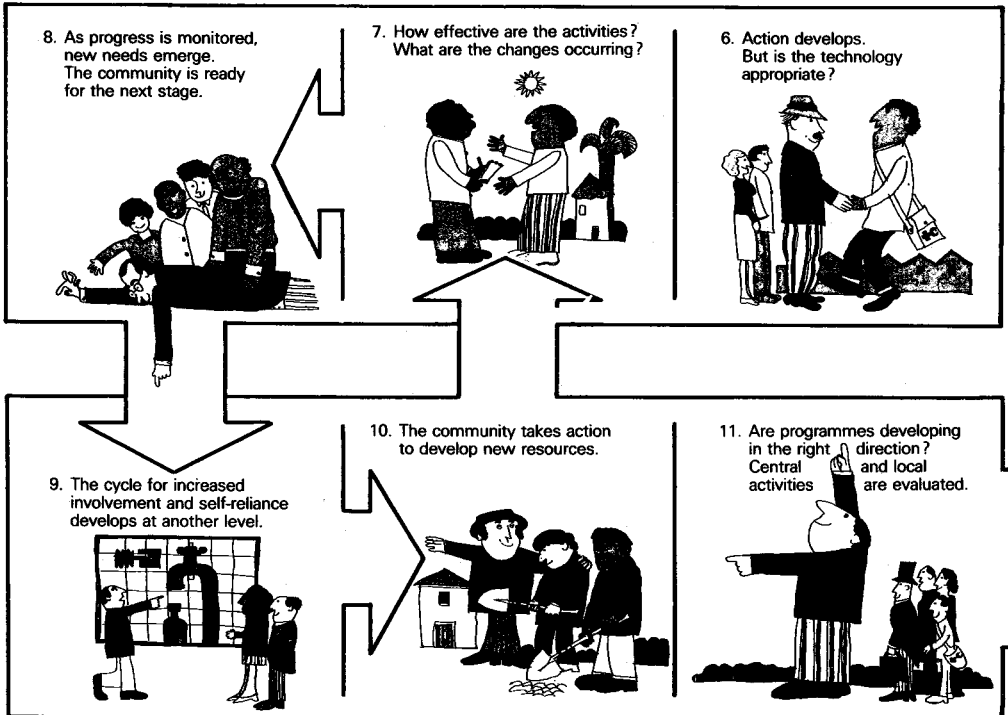 8. As progress is monitored,
new needs emerge.
The community is ready
for the next stage.
7. How effective are the activities?
What are the changes occurring?
6. Action develops.
But is the technology
appropriate?
9. The cycle for increased
involvement and self-reliance
develops at another level.
10. The community takes action
to develop new resources.
11. Are programmes developing
in the right direction?
Central and local
activities are evaluated.